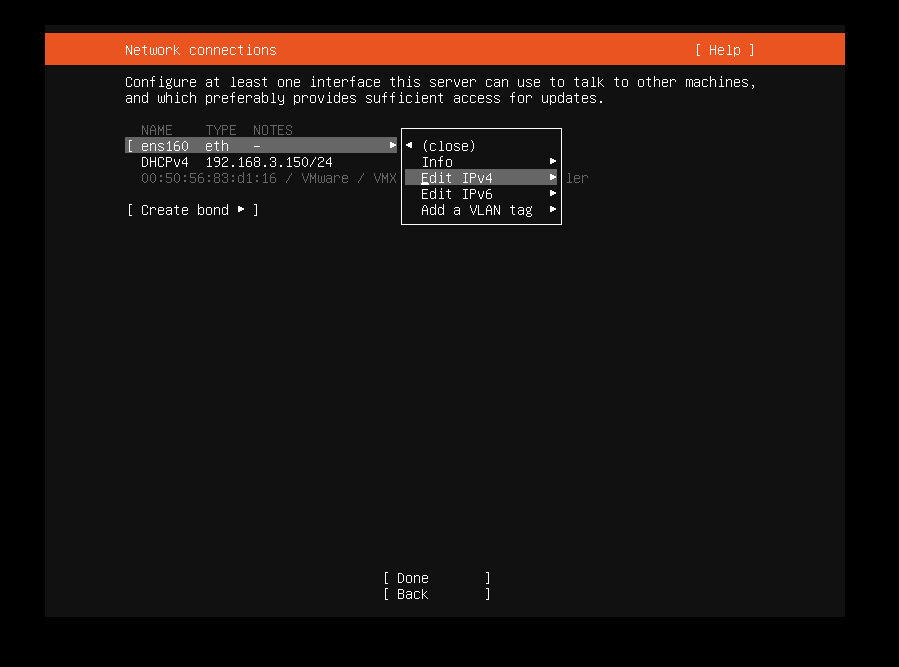 Network connections [ Help ]
Configure at least one interface this server can use to talk to other machines,
and which preferably provides sufficient access for updates.
NAME TYPE NOTES
[ ens160 eth – ▸
DHCPv4 192.168.3.150/24
00:50:56:83:d1:16 / VMware / VMX ler
◂ (close)
Info ▸
Edit IPv4 ▸
Edit IPv6 ▸
Add a VLAN tag ▸
[ Create bond ▸ ]
[ Done ]
[ Back ]